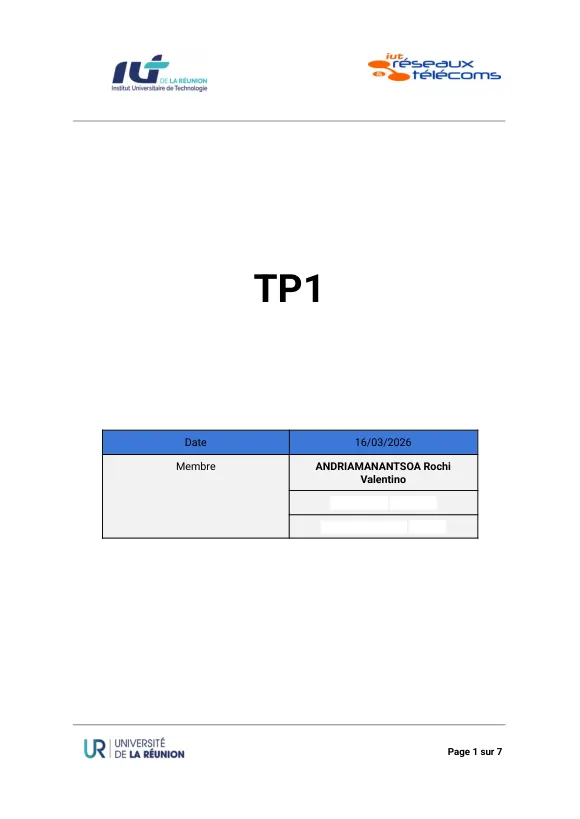 iut
DE LA RÉUNION
Institut Universitaire de Technologie
iut
réseaux
&
télécoms
TP1
Date
16/03/2026
Membre
ANDRIAMANANTSOA Rochi
Valentino
UR
UNIVERSITÉ
DE LA RÉUNION
Page 1 sur 7